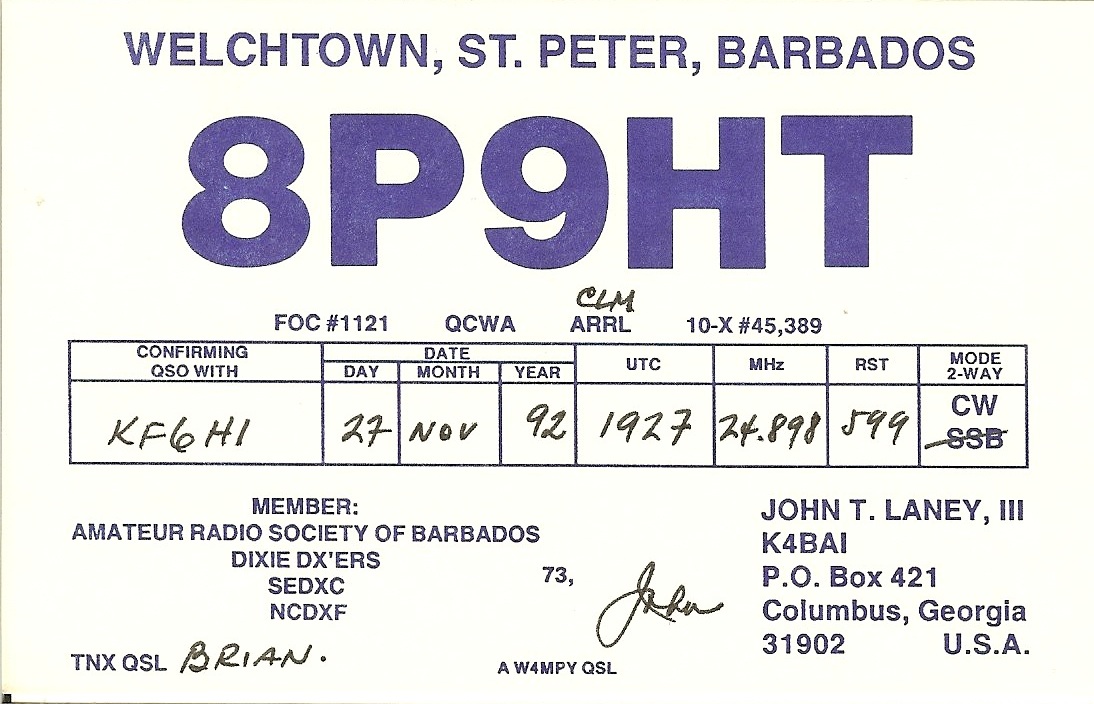 WELCHTOWN, ST. PETER, BARBADOS
8P9HT
CLM
FOC #1121 QCWA ARRL 10-X #45,389
CONFIRMING QSO WITH DATE DAY MONTH YEAR UTC MHz RST MODE 2-WAY
KF6HI 27 NOV 92 1927 24.898 599 CW SSB
MEMBER:
AMATEUR RADIO SOCIETY OF BARBADOS
DIXIE DX'ERS
SEDXC
NCDXF
73, John
JOHN T. LANEY, III
K4BAI
P.O. Box 421
Columbus, Georgia
31902 U.S.A.
TNX QSL BRIAN.
A W4MPY QSL